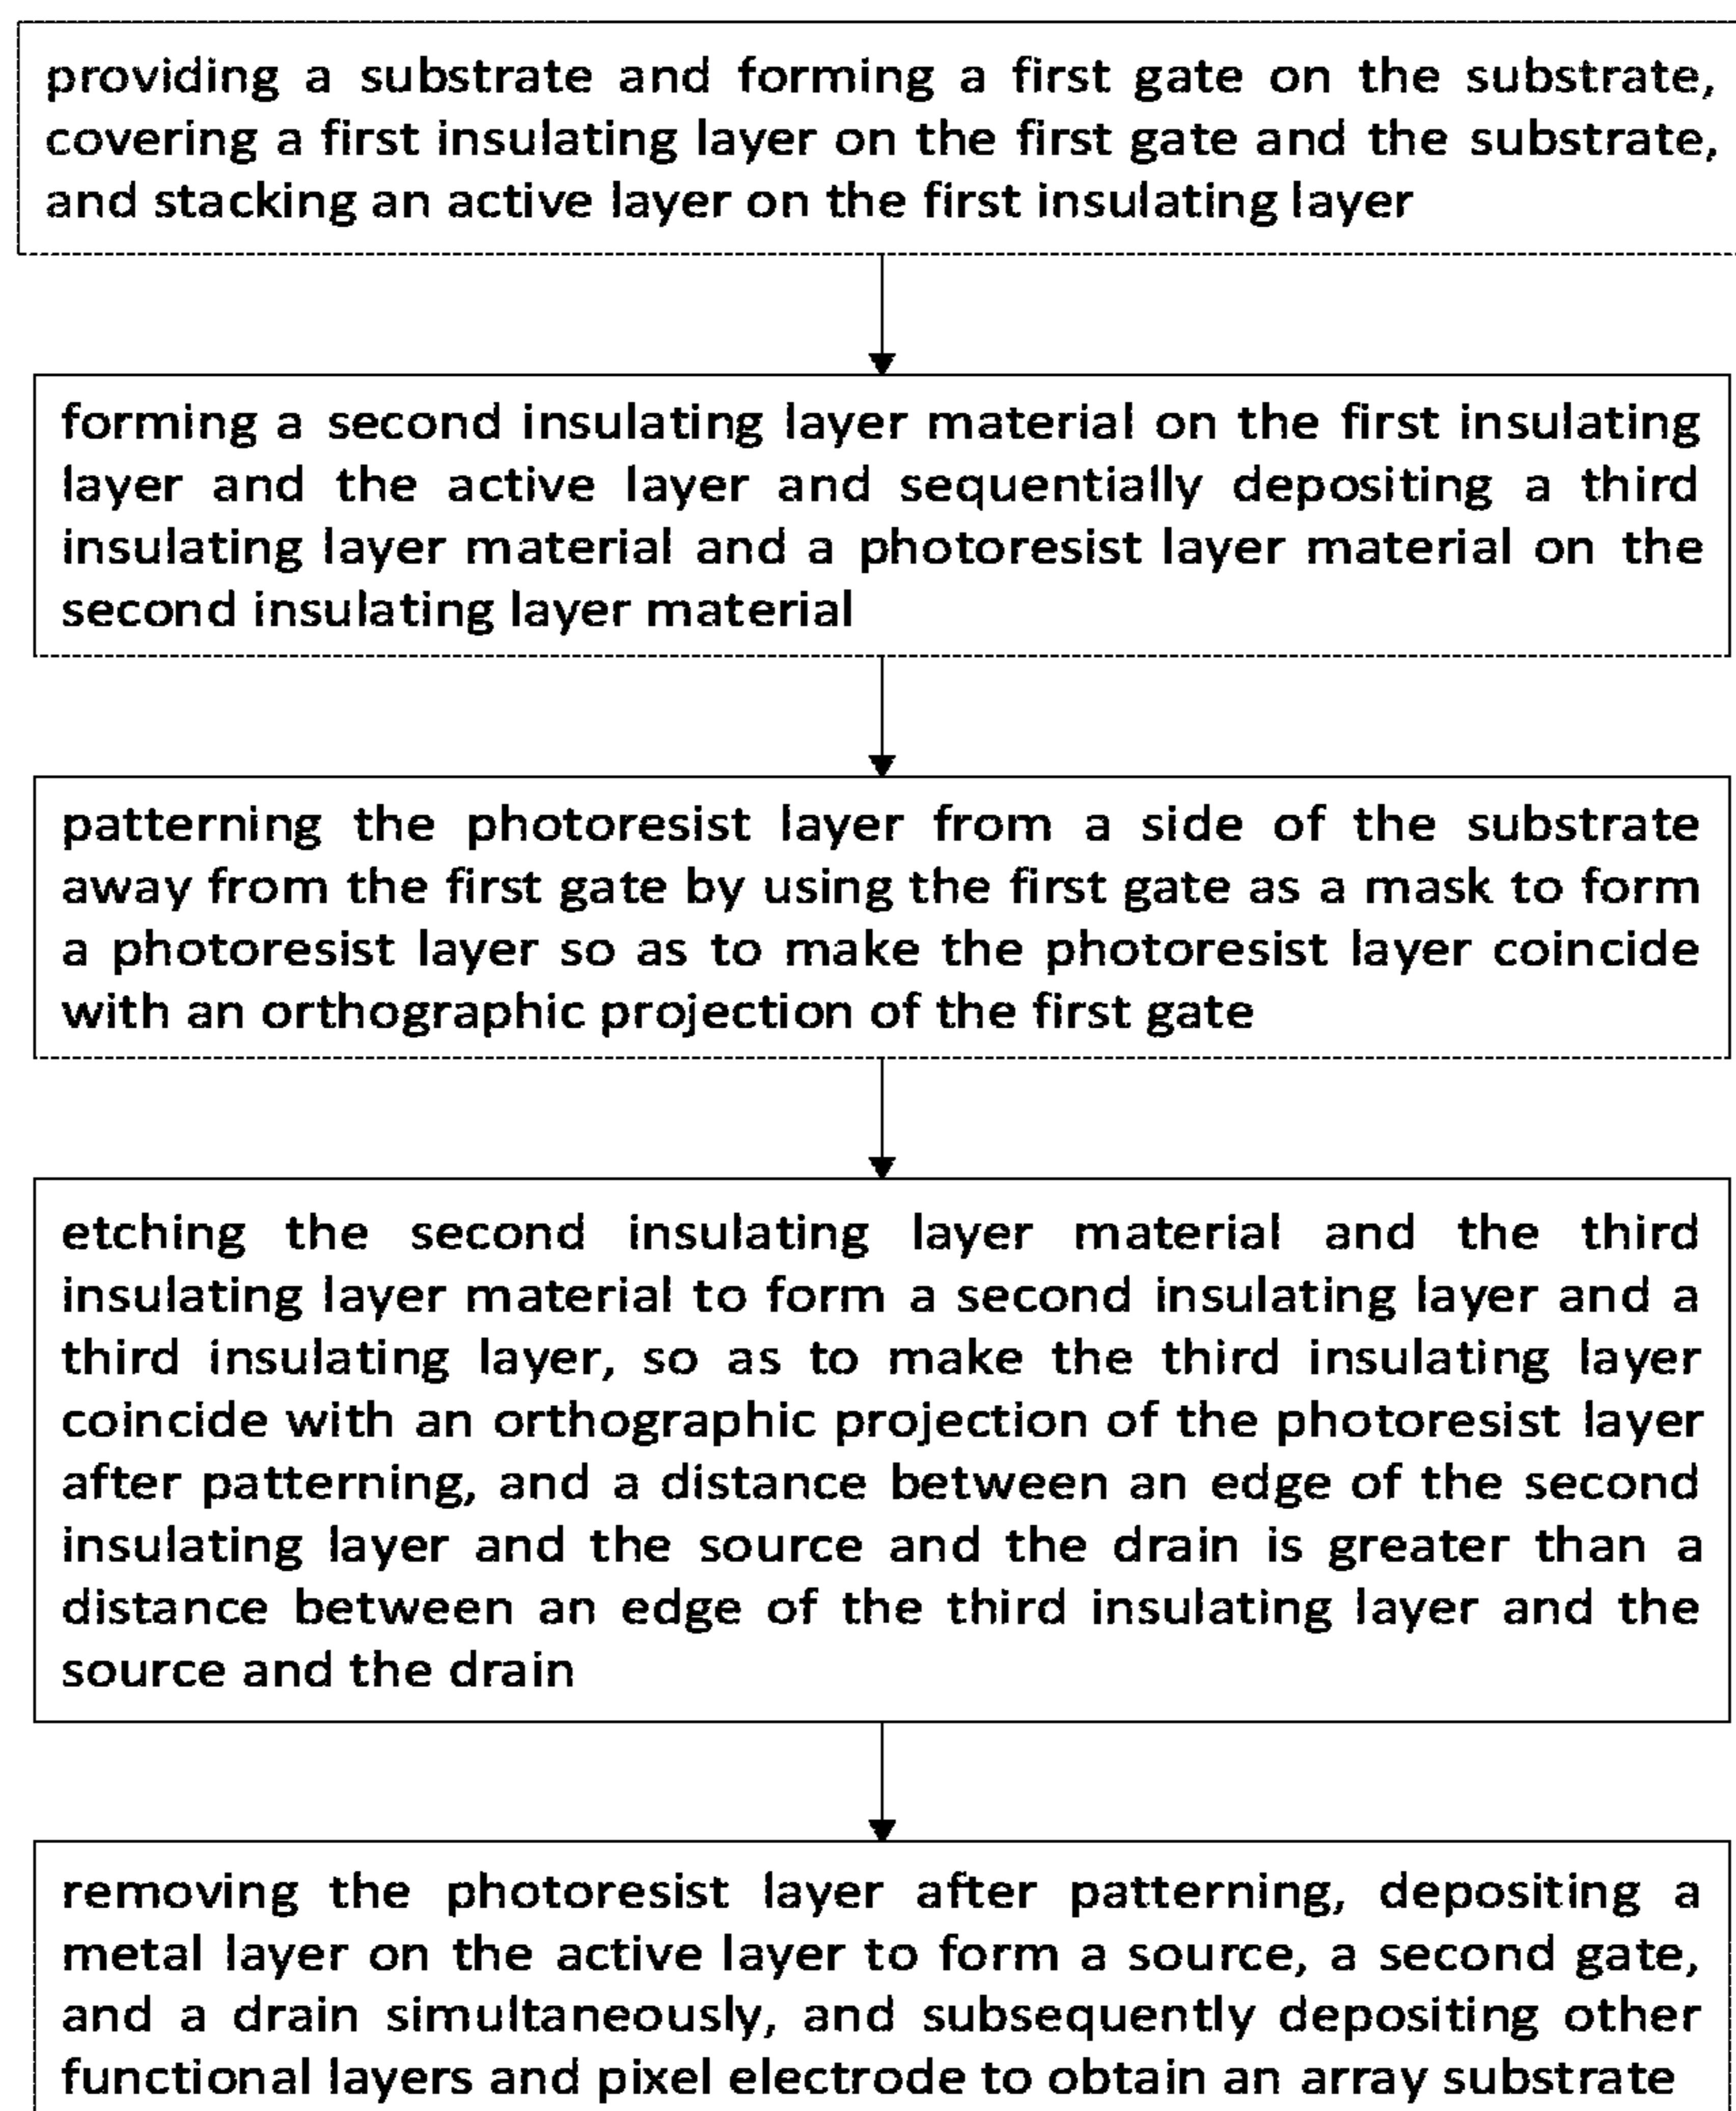 providing a substrate and forming a first gate on the substrate,
covering a first insulating layer on the first gate and the substrate,
and stacking an active layer on the first insulating layer
forming a second insulating layer material on the first insulating
layer and the active layer and sequentially depositing a third
insulating layer material and a photoresist layer material on the
second insulating layer material
patterning the photoresist layer from a side of the substrate
away from the first gate by using the first gate as a mask to form
a photoresist layer so as to make the photoresist layer coincide
with an orthographic projection of the first gate
etching the second insulating layer material and the third
insulating layer material to form a second insulating layer and a
third insulating layer, so as to make the third insulating layer
coincide with an orthographic projection of the photoresist layer
after patterning, and a distance between an edge of the second
insulating layer and the source and the drain is greater than a
distance between an edge of the third insulating layer and the
source and the drain
removing the photoresist layer after patterning, depositing a
metal layer on the active layer to form a source, a second gate,
and a drain simultaneously, and subsequently depositing other
functional layers and pixel electrode to obtain an array substrate